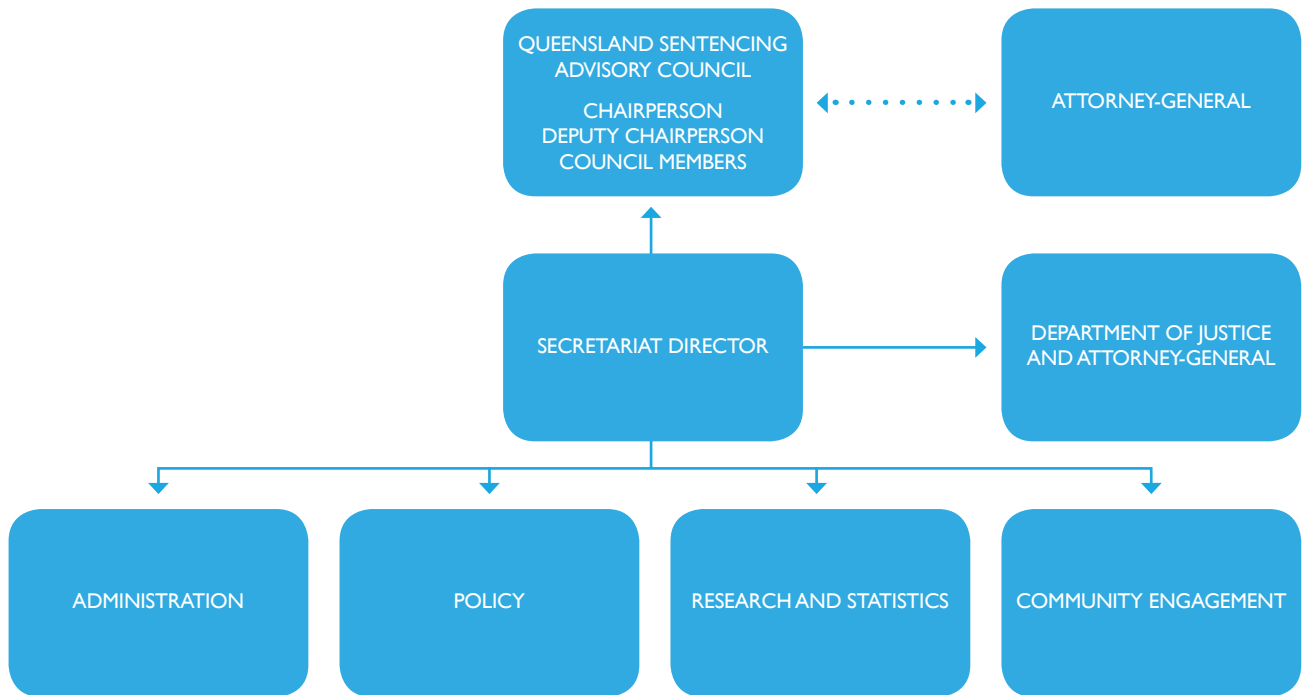 QUEENSLAND SENTENCING
ADVISORY COUNCIL
CHAIRPERSON
DEPUTY CHAIRPERSON
COUNCIL MEMBERS
ATTORNEY-GENERAL
SECRETARIAT DIRECTOR
DEPARTMENT OF JUSTICE
AND ATTORNEY-GENERAL
ADMINISTRATION
POLICY
RESEARCH AND STATISTICS
COMMUNITY ENGAGEMENT